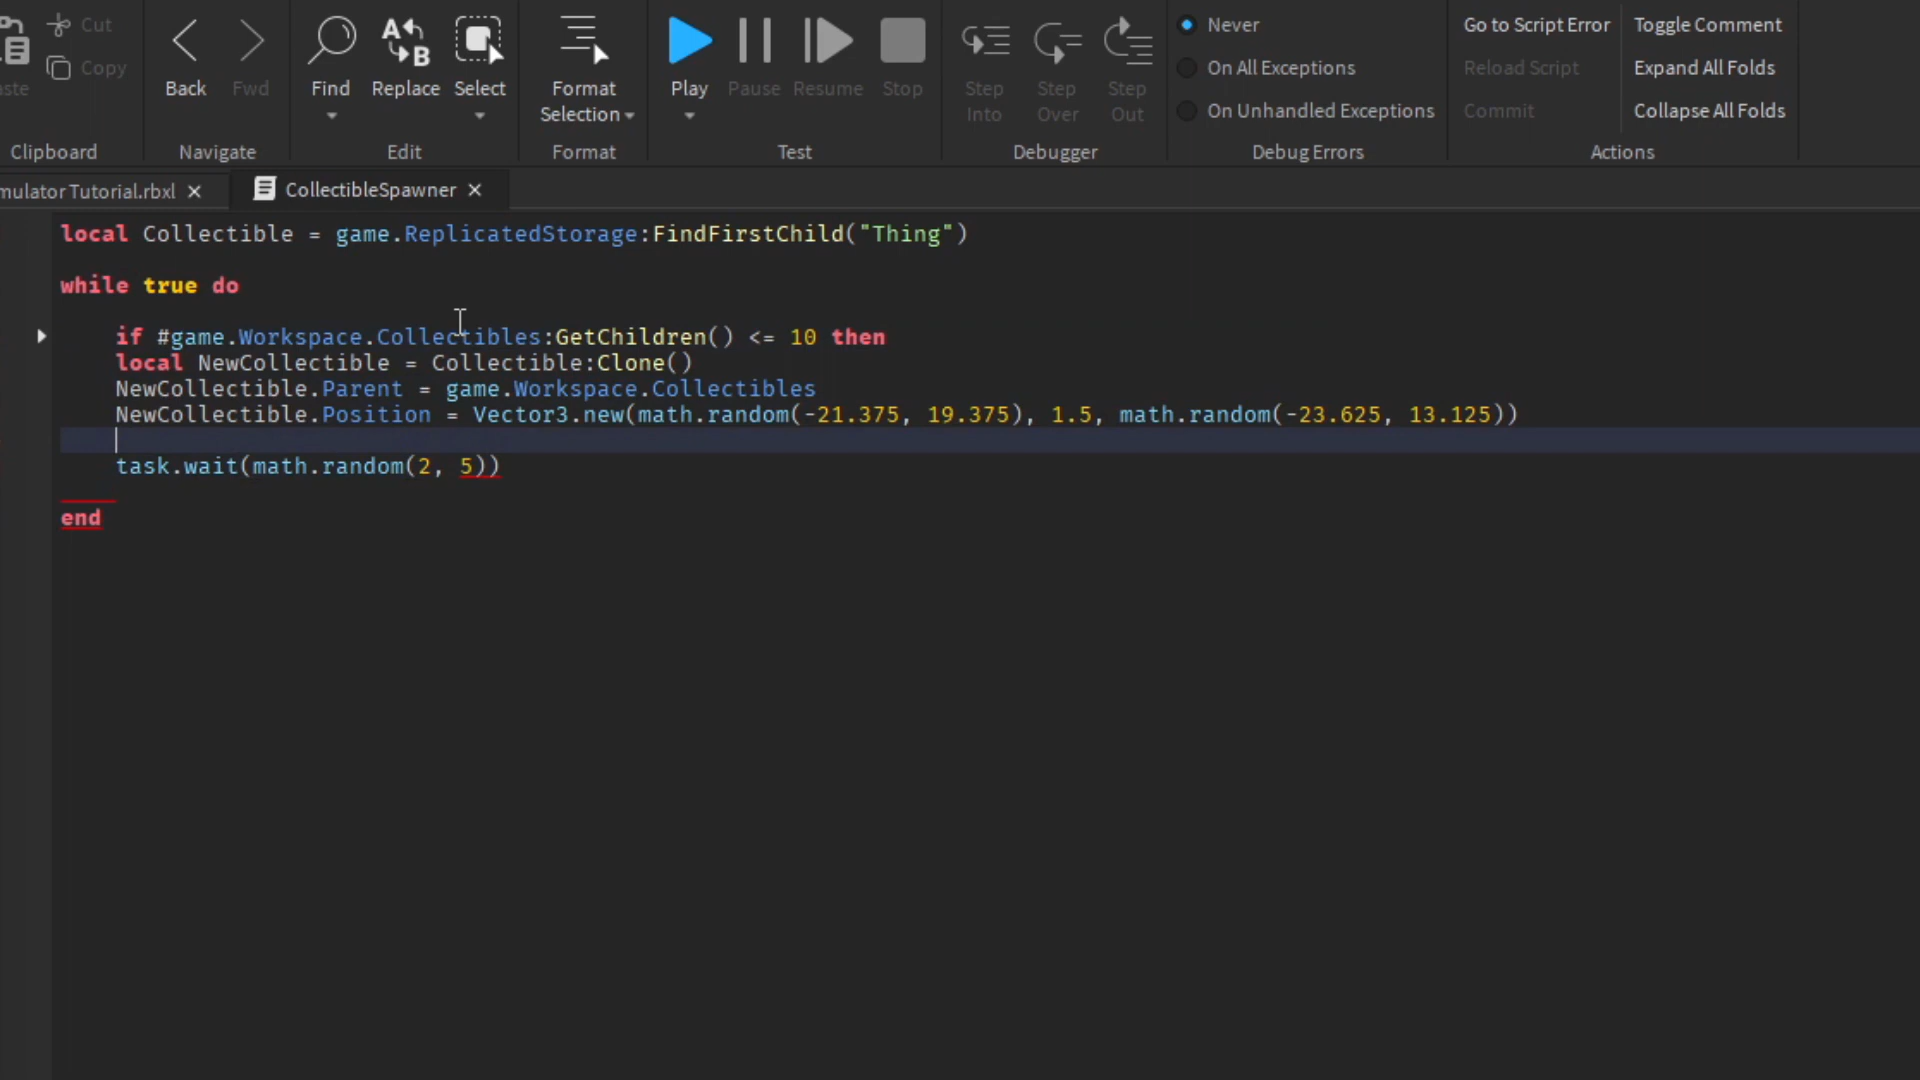 Cut
Copy
Clipboard
Back
Fwd
Navigate
Find
Replace
Select
Edit
Format
Selection
Format
Play
Pause
Resume
Stop
Test
Step
Into
Step
Over
Step
Out
Debugger
Never
On All Exceptions
On Unhandled Exceptions
Debug Errors
Go to Script Error
Reload Script
Commit
Toggle Comment
Expand All Folds
Collapse All Folds
Actions
mulator Tutorial.rbxl
CollectibleSpawner
local Collectible = game.ReplicatedStorage:FindFirstChild("Thing")
while true do
if #game.Workspace.Collectibles:GetChildren() <= 10 then
local NewCollectible = Collectible:Clone()
NewCollectible.Parent = game.Workspace.Collectibles
NewCollectible.Position = Vector3.new(math.random(-21.375, 19.375), 1.5, math.random(-23.625, 13.125))
task.wait(math.random(2, 5))
end